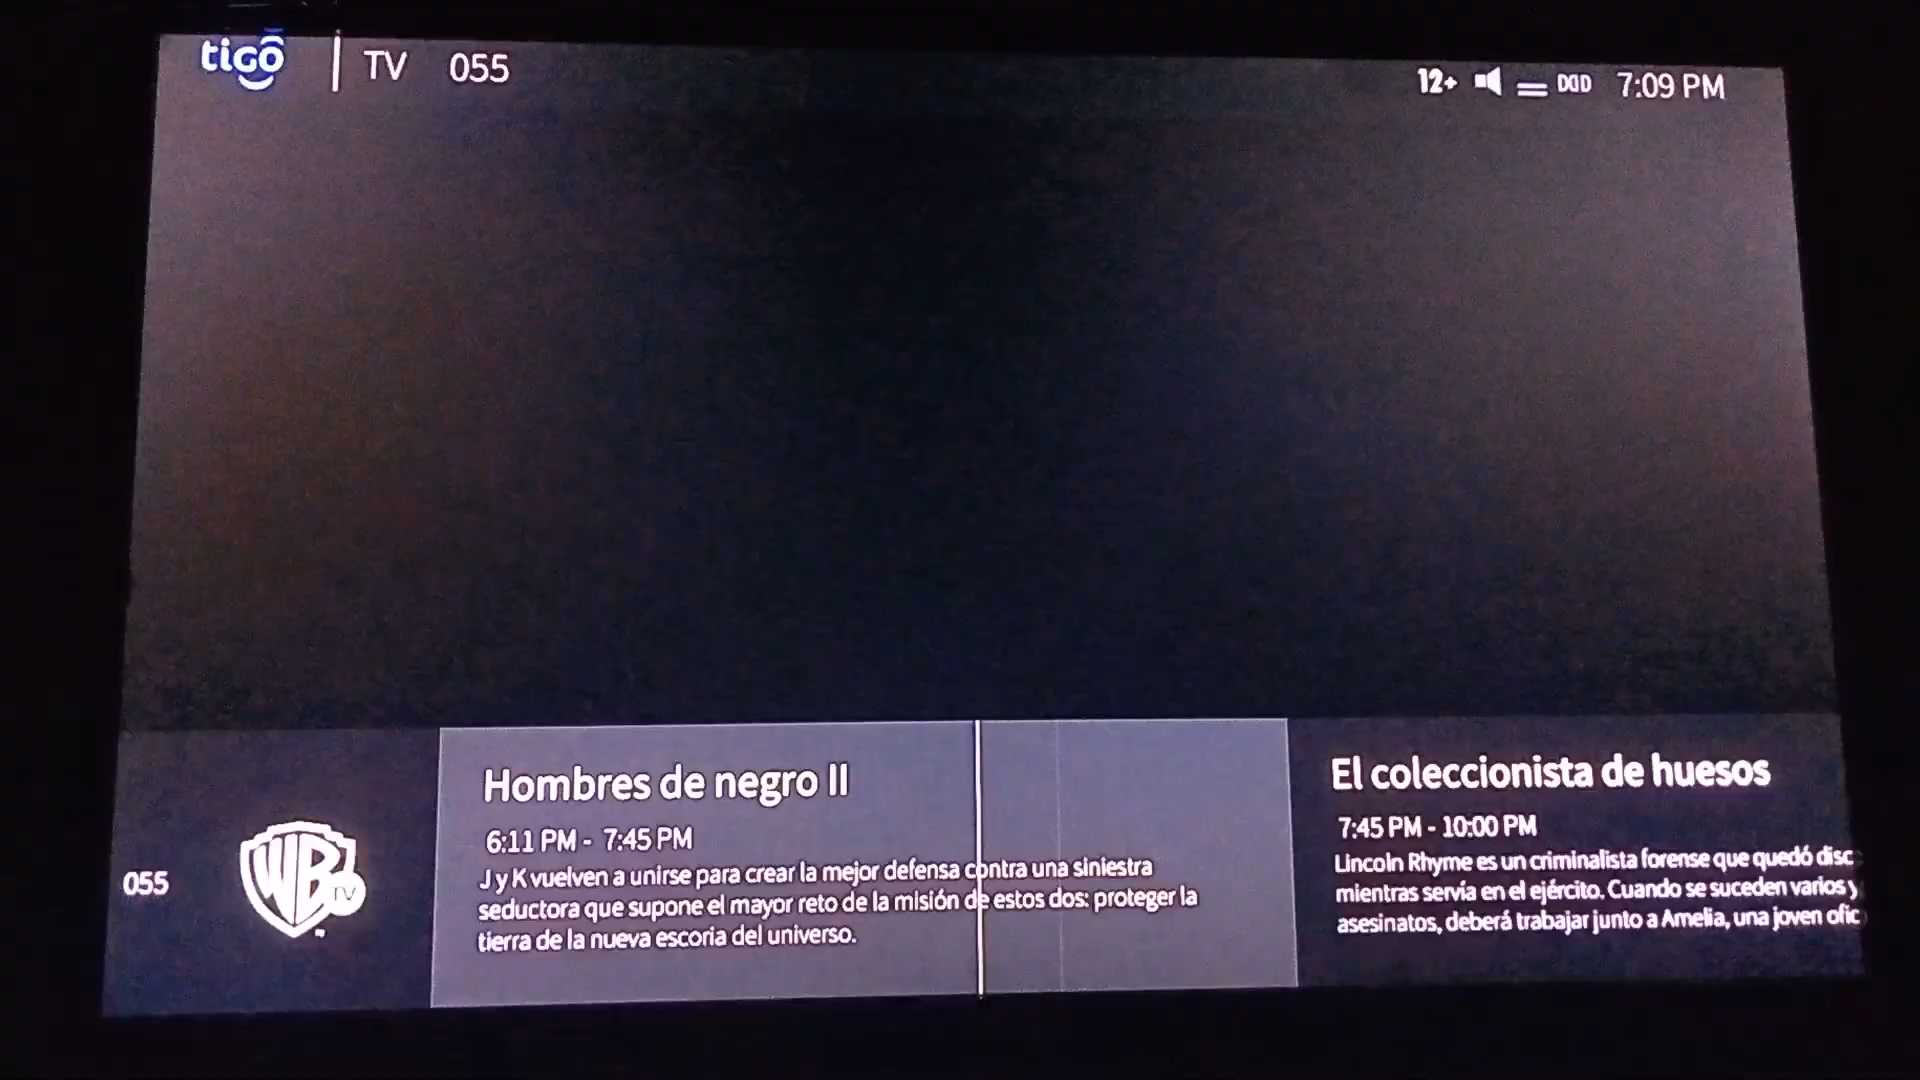 tigo TV 055
12+ 7:09 PM
055
WB TV
Hombres de negro II
6:11 PM - 7:45 PM
J y K vuelven a unirse para crear la mejor defensa contra una siniestra
seductora que supone el mayor reto de la misión de estos dos: proteger la
tierra de la nueva escoria del universo.
El coleccionista de huesos
7:45 PM - 10:00 PM
Lincoln Rhyme es un criminalista forense que quedó disc
mientras servía en el ejército. Cuando se suceden varios y
asesinatos, deberá trabajar junto a Amelia, una joven ofic